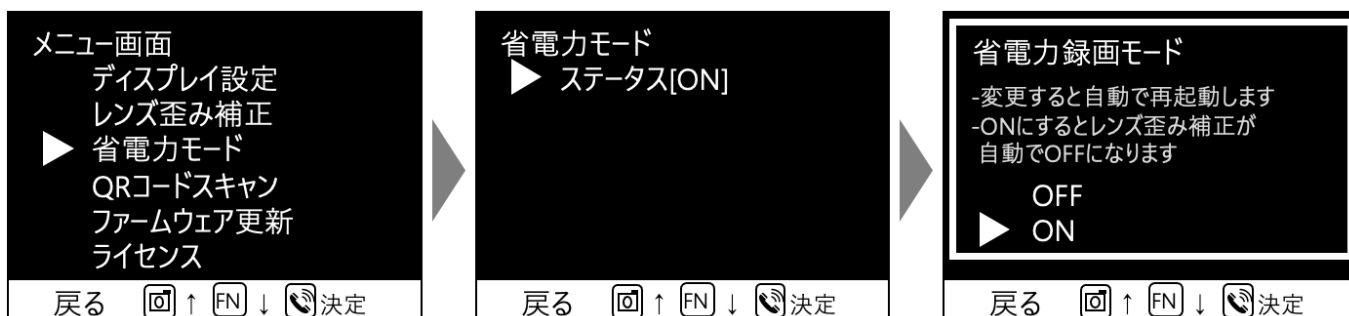 メニュー画面
ディスプレイ設定
レンズ歪み補正
省電力モード
QRコードスキャン
ファームウェア更新
ライセンス
戻る ↑ FN ↓ 決定
省電力モード
ステータス[ON]
戻る ↑ FN ↓ 決定
省電力録画モード
-変更すると自動で再起動します
-ONにするとレンズ歪み補正が
自動でOFFになります
OFF
ON
戻る ↑ FN ↓ 決定